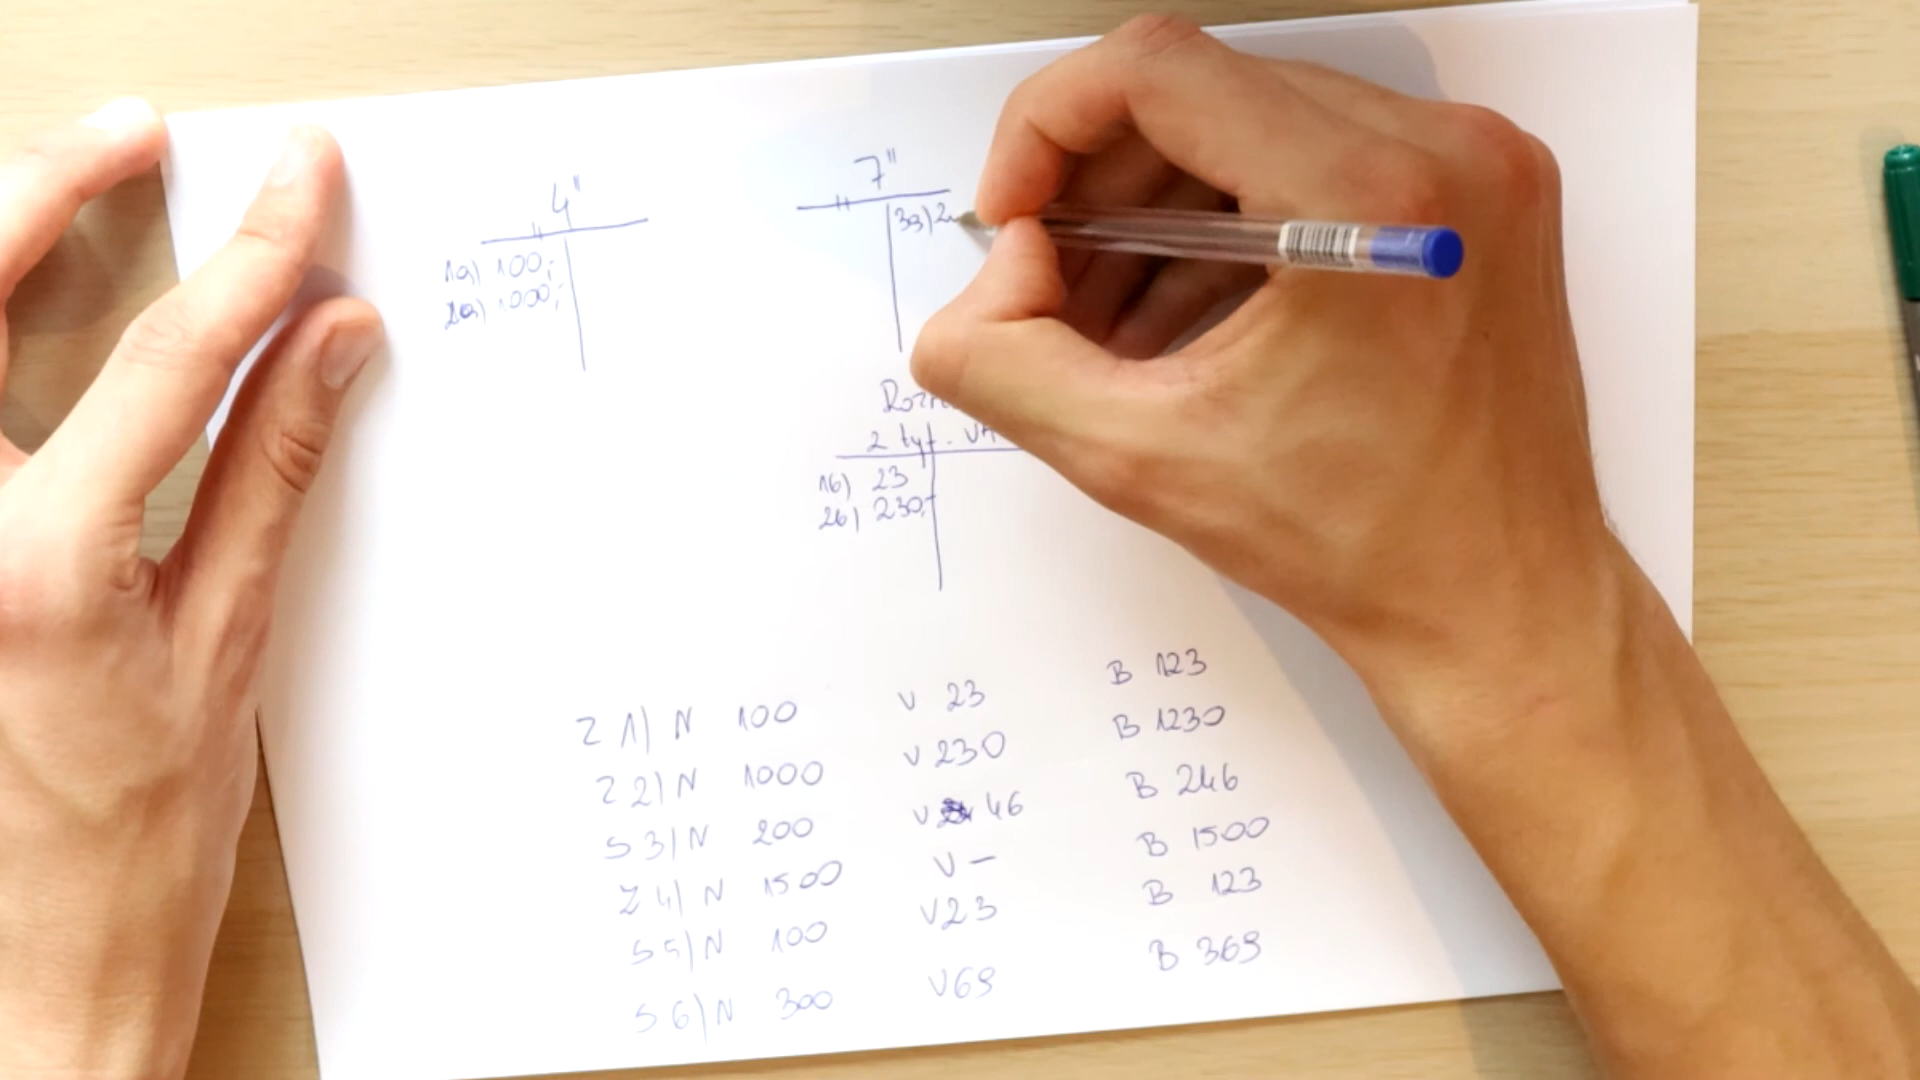 4"
1a) 100,-
2a) 1000,-
7"
3a) 2
2 tyt. VA
1b) 23
2b) 230,-
Z 1) N 100 V 23 B 123
Z 2) N 1000 V 230 B 1230
S 3) N 200 V 46 B 246
Z 4) N 1500 V — B 1500
S 5) N 100 V 23 B 123
S 6) N 300 V 69 B 369